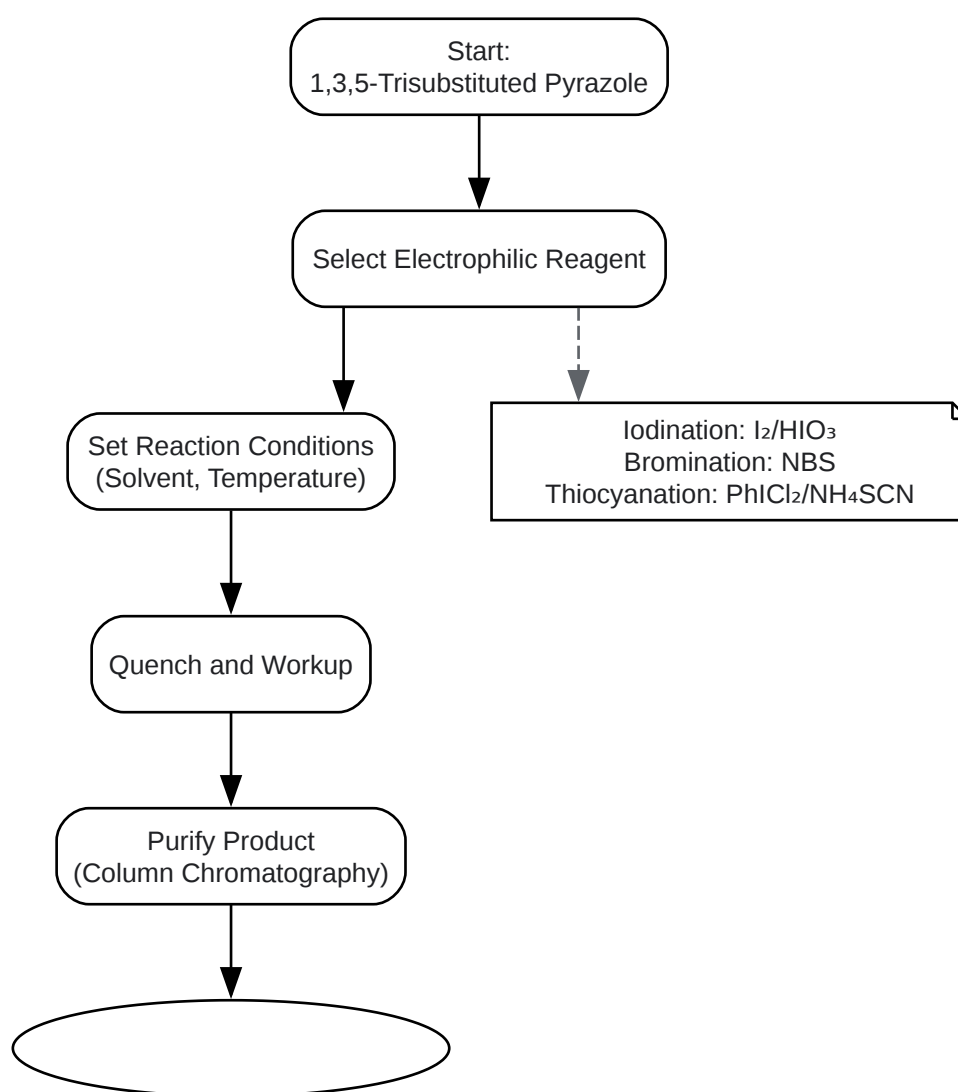 Start:
1,3,5-Trisubstituted Pyrazole
Select Electrophilic Reagent
Set Reaction Conditions
(Solvent, Temperature)
Iodination: I₂/HIO₃
Bromination: NBS
Thiocyanation: PhICl₂/NH₄SCN
Quench and Workup
Purify Product
(Column Chromatography)